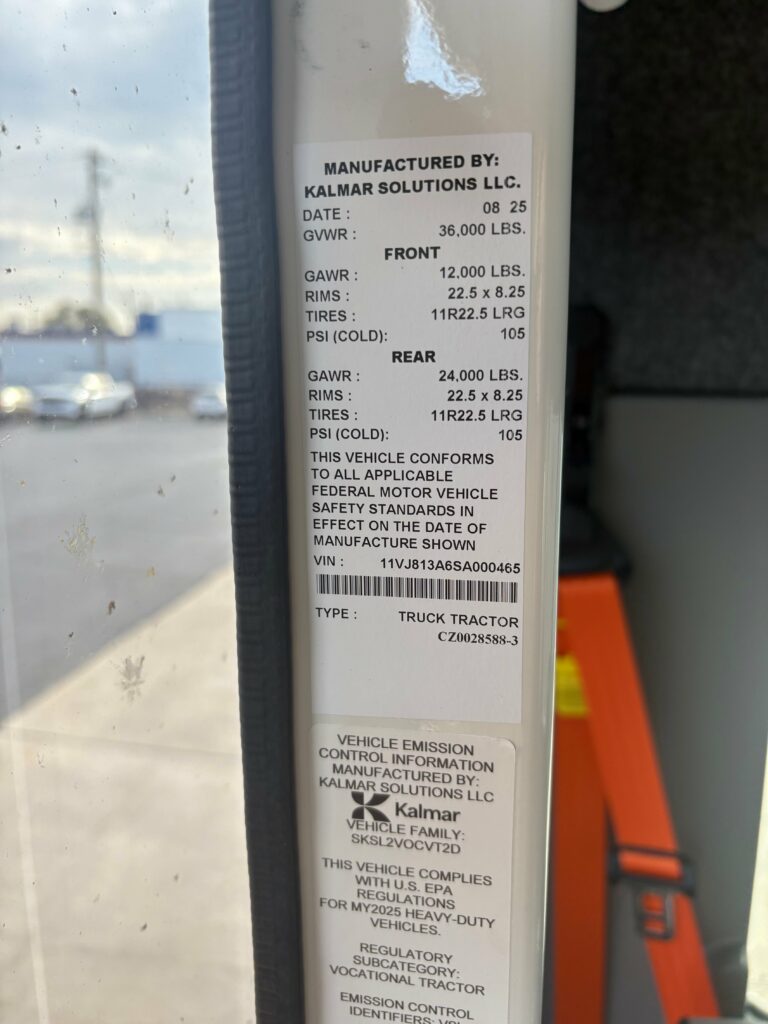 MANUFACTURED BY:
KALMAR SOLUTIONS LLC.
DATE : 08 25
GVWR : 36,000 LBS.
FRONT
GAWR : 12,000 LBS.
RIMS : 22.5 x 8.25
TIRES : 11R22.5 LRG
PSI (COLD): 105
REAR
GAWR : 24,000 LBS.
RIMS : 22.5 x 8.25
TIRES : 11R22.5 LRG
PSI (COLD): 105
THIS VEHICLE CONFORMS
TO ALL APPLICABLE
FEDERAL MOTOR VEHICLE
SAFETY STANDARDS IN
EFFECT ON THE DATE OF
MANUFACTURE SHOWN
VIN : 11VJ813A6SA000465
TYPE : TRUCK TRACTOR
CZ0028588-3
VEHICLE EMISSION
CONTROL INFORMATION
MANUFACTURED BY:
KALMAR SOLUTIONS LLC
Kalmar
VEHICLE FAMILY:
SKSL2VOCVT2D
THIS VEHICLE COMPLIES
WITH U.S. EPA
REGULATIONS
FOR MY2025 HEAVY-DUTY
VEHICLES.
REGULATORY
SUBCATEGORY:
VOCATIONAL TRACTOR
EMISSION CONTROL
IDENTIFIERS: